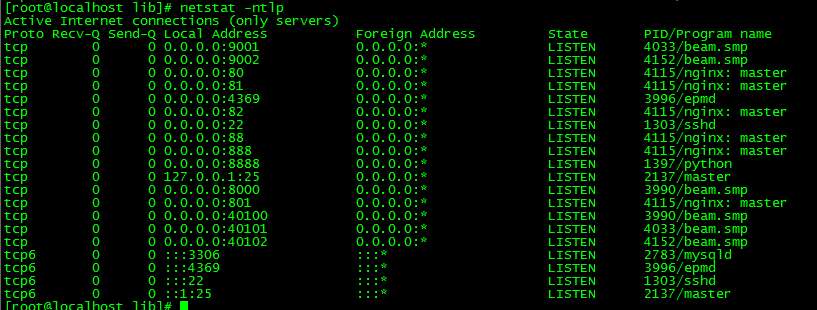 [root@localhost lib]# netstat -ntlp
Active Internet connections (only servers)
Proto Recv-Q Send-Q Local Address           Foreign Address         State       PID/Program name
tcp        0      0 0.0.0.0:9001            0.0.0.0:*               LISTEN      4033/beam.smp
tcp        0      0 0.0.0.0:9002            0.0.0.0:*               LISTEN      4152/beam.smp
tcp        0      0 0.0.0.0:80              0.0.0.0:*               LISTEN      4115/nginx: master
tcp        0      0 0.0.0.0:81              0.0.0.0:*               LISTEN      4115/nginx: master
tcp        0      0 0.0.0.0:4369            0.0.0.0:*               LISTEN      3996/epmd
tcp        0      0 0.0.0.0:82              0.0.0.0:*               LISTEN      4115/nginx: master
tcp        0      0 0.0.0.0:22              0.0.0.0:*               LISTEN      1303/sshd
tcp        0      0 0.0.0.0:88              0.0.0.0:*               LISTEN      4115/nginx: master
tcp        0      0 0.0.0.0:888             0.0.0.0:*               LISTEN      4115/nginx: master
tcp        0      0 0.0.0.0:8888            0.0.0.0:*               LISTEN      1397/python
tcp        0      0 127.0.0.1:25            0.0.0.0:*               LISTEN      2137/master
tcp        0      0 0.0.0.0:8000            0.0.0.0:*               LISTEN      3990/beam.smp
tcp        0      0 0.0.0.0:801             0.0.0.0:*               LISTEN      4115/nginx: master
tcp        0      0 0.0.0.0:40100           0.0.0.0:*               LISTEN      3990/beam.smp
tcp        0      0 0.0.0.0:40101           0.0.0.0:*               LISTEN      4033/beam.smp
tcp        0      0 0.0.0.0:40102           0.0.0.0:*               LISTEN      4152/beam.smp
tcp6       0      0 :::3306                 :::*                    LISTEN      2783/mysqld
tcp6       0      0 :::4369                 :::*                    LISTEN      3996/epmd
tcp6       0      0 :::22                   :::*                    LISTEN      1303/sshd
tcp6       0      0 ::1:25                  :::*                    LISTEN      2137/master
[root@localhost lib]#